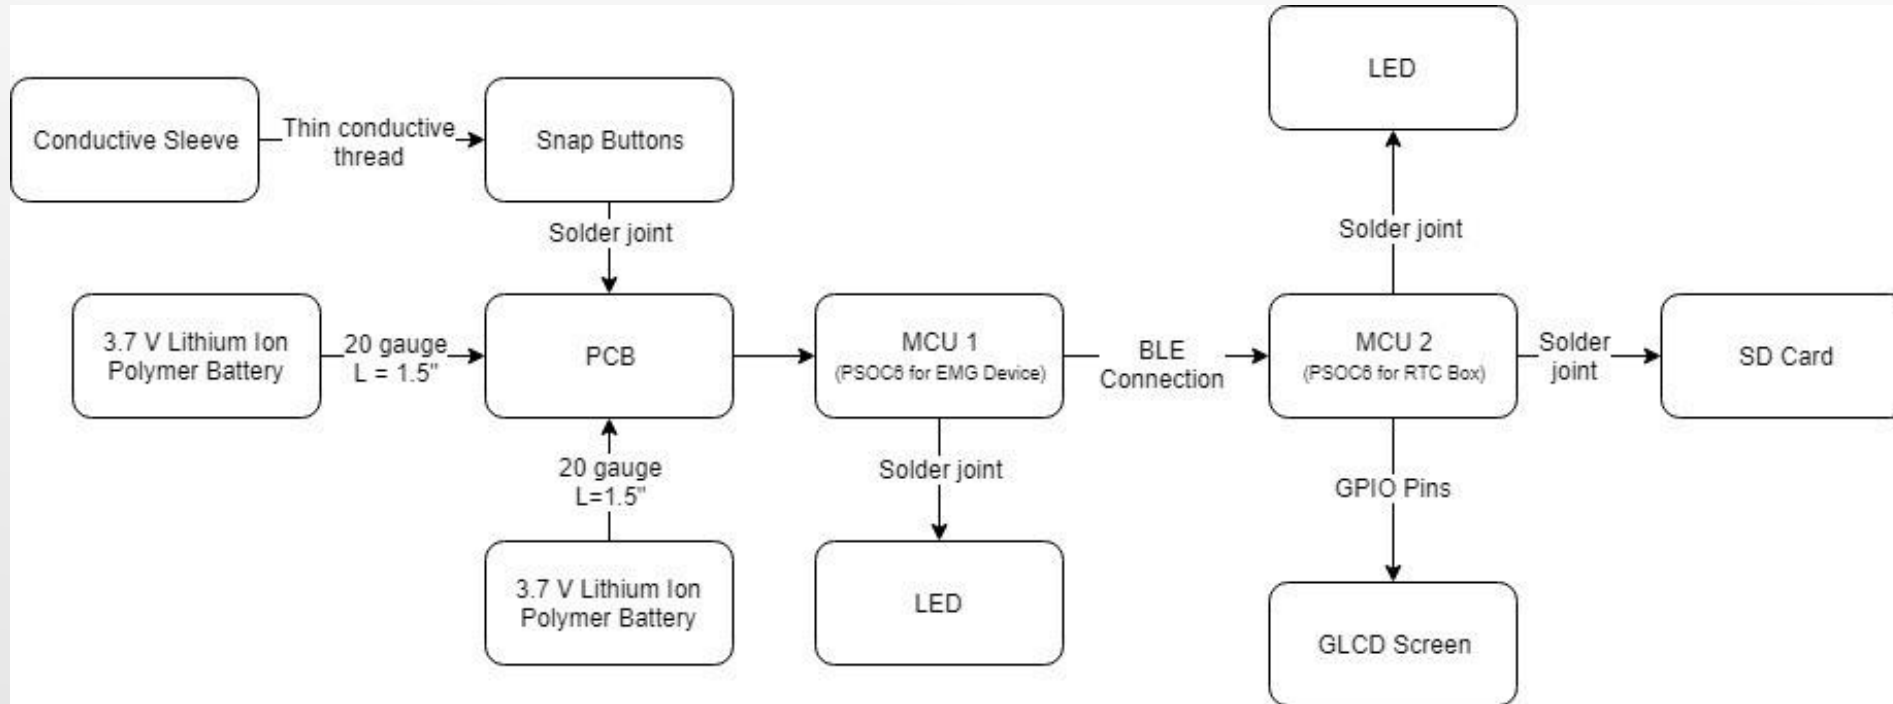 LED
Conductive Sleeve
Thin conductive
thread
Snap Buttons
Solder joint
Solder joint
3.7 V Lithium Ion
Polymer Battery
20 gauge
L = 1.5"
PCB
MCU 1
(PSOC6 for EMG Device)
BLE
Connection
MCU 2
(PSOC6 for RTC Box)
Solder
joint
SD Card
20 gauge
L=1.5"
Solder joint
GPIO Pins
3.7 V Lithium Ion
Polymer Battery
LED
GLCD Screen